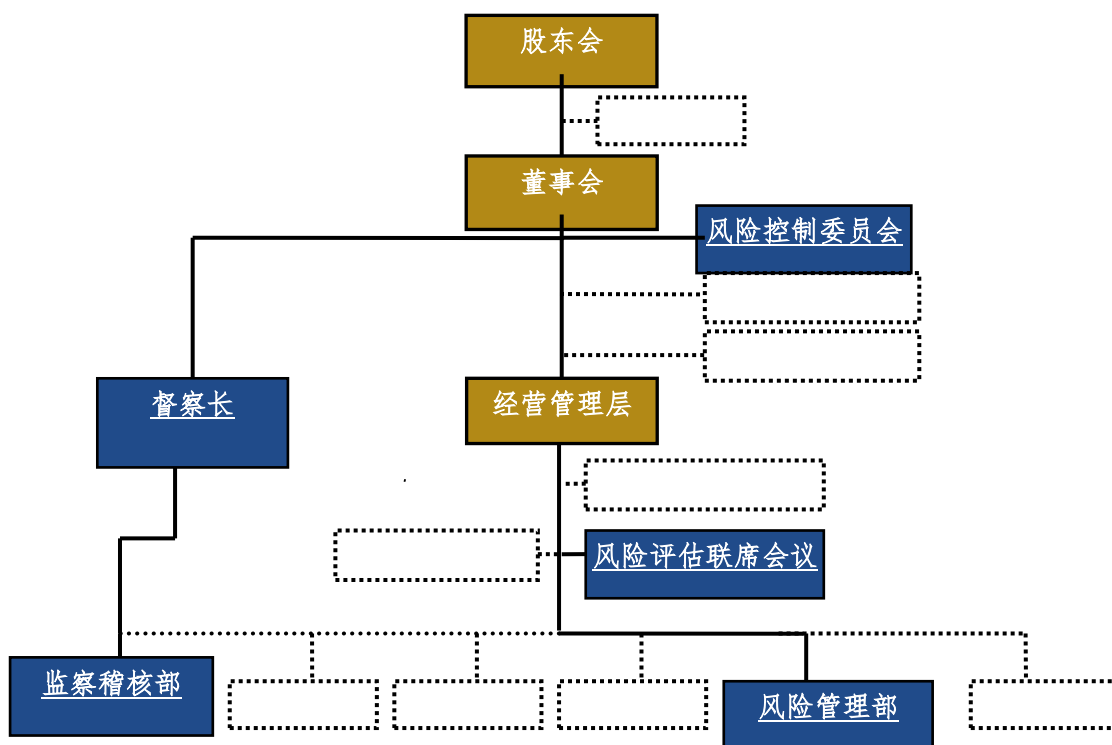 股东会
董事会
风险控制委员会
督察长
经营管理层
风险评估联席会议
监察稽核部
风险管理部